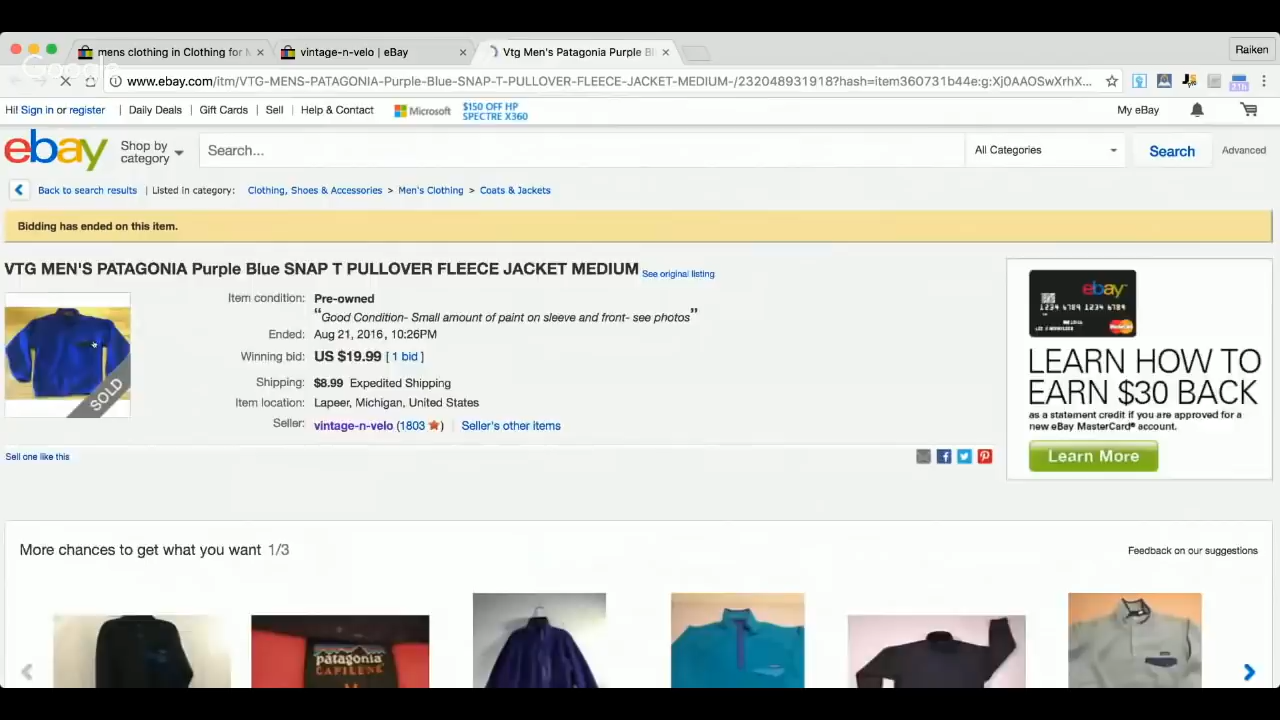 mens clothing in Clothing for M
vintage-n-velo | eBay
Vtg Men's Patagonia Purple Bl
Raiken
Google
www.ebay.com/itm/VTG-MENS-PATAGONIA-Purple-Blue-SNAP-T-PULLOVER-FLEECE-JACKET-MEDIUM-/232048931918?hash=item360731b44e:g:Xj0AAOSwXrhX...
Hi! Sign in or register
Daily Deals
Gift Cards
Sell
Help & Contact
Microsoft
$150 OFF HP
SPECTRE X360
My eBay
ebay
Shop by
category
Search...
All Categories
Search
Advanced
Back to search results
Listed in category:
Clothing, Shoes & Accessories > Men's Clothing > Coats & Jackets
Bidding has ended on this item.
VTG MEN'S PATAGONIA Purple Blue SNAP T PULLOVER FLEECE JACKET MEDIUM See original listing
SOLD
Item condition: Pre-owned
"Good Condition- Small amount of paint on sleeve and front- see photos"
Ended: Aug 21, 2016, 10:26PM
Winning bid: US $19.99 [ 1 bid ]
Shipping: $8.99 Expedited Shipping
Item location: Lapeer, Michigan, United States
Seller: vintage-n-velo (1803 ) Seller's other items
Sell one like this
ebay
MasterCard
LEARN HOW TO
EARN $30 BACK
as a statement credit if you are approved for a
new eBay MasterCard® account.
Learn More
More chances to get what you want 1/3
Feedback on our suggestions
patagonia
CAPILENE
M